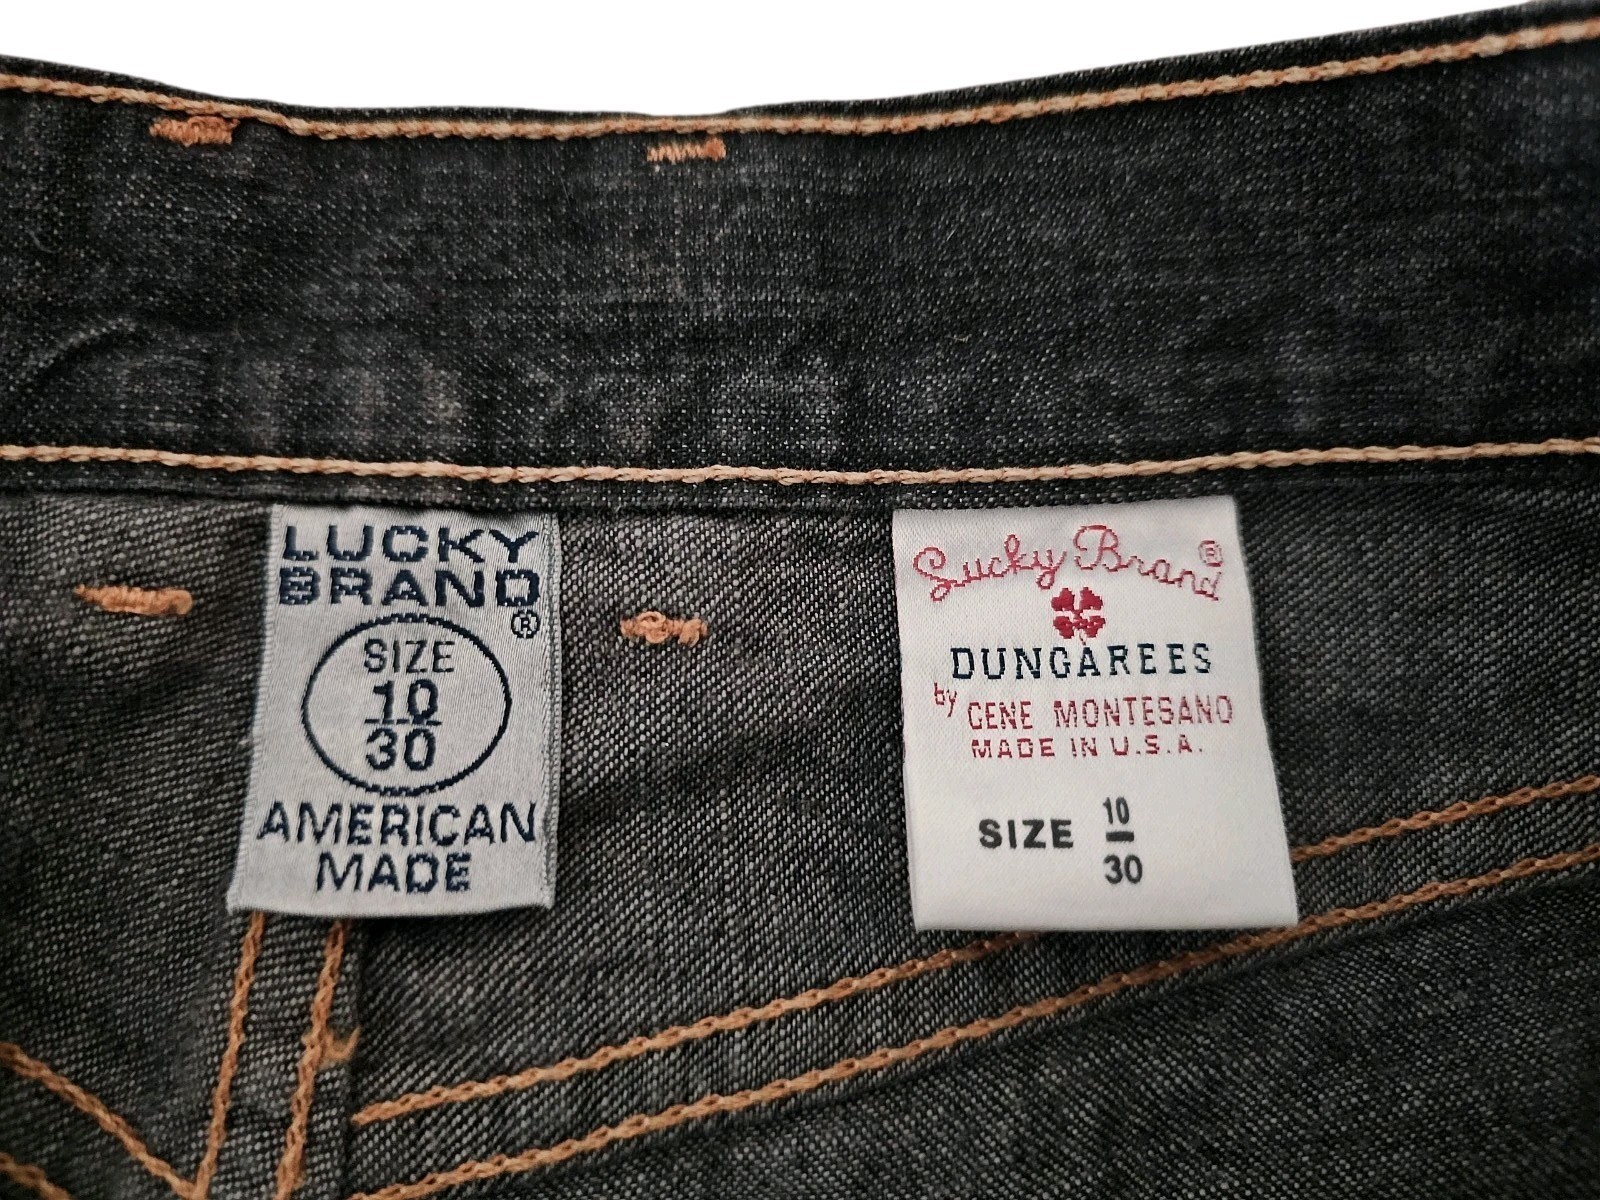 LUCKY
BRAND®
SIZE
10
30
AMERICAN
MADE
Lucky Brand®
DUNGAREES
by GENE MONTESANO
MADE IN U.S.A.
SIZE 10
30